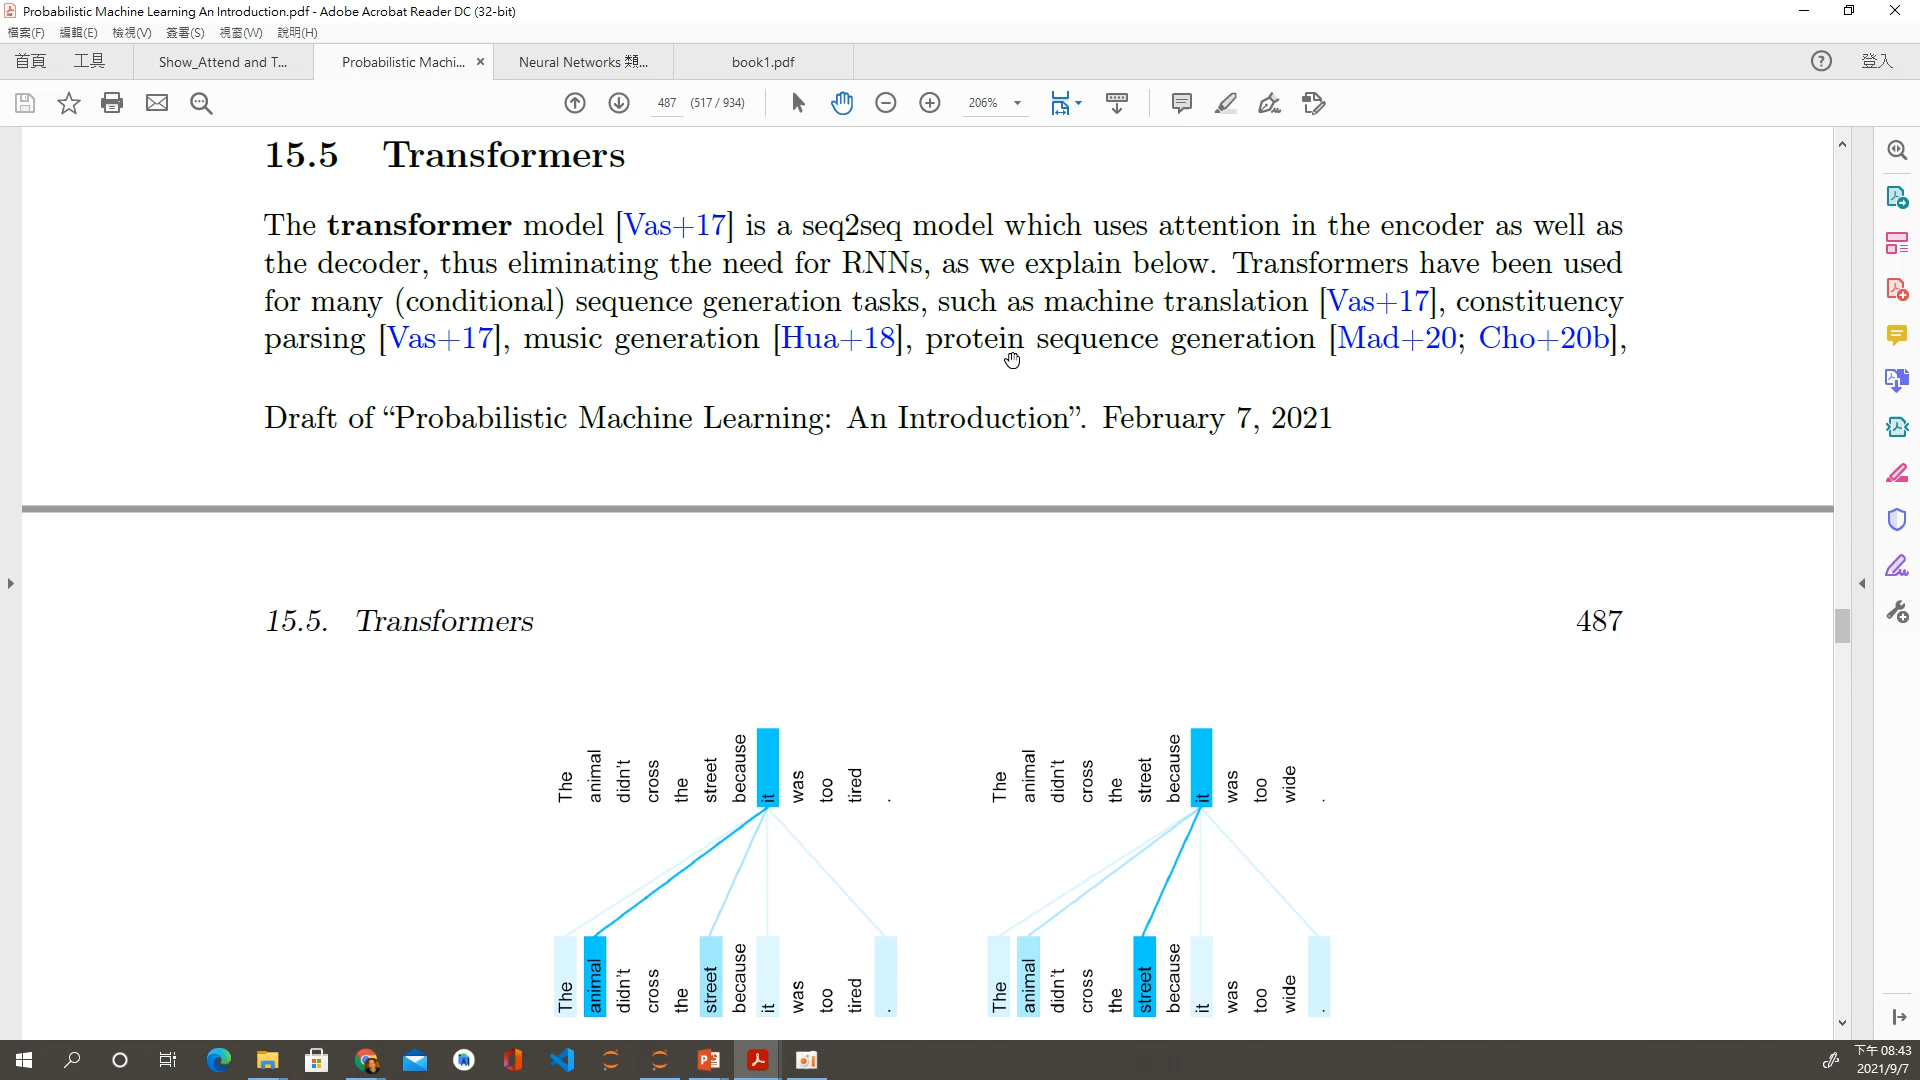 Probabilistic Machine Learning An Introduction.pdf - Adobe Acrobat Reader DC (32-bit)
檔案(F) 編輯(E) 檢視(V) 簽署(S) 視窗(W) 說明(H)
首頁 工具 Show_Attend and T... Probabilistic Machi... × Neural Networks 類... book1.pdf ? 登入
487 (517 / 934) 206%
15.5 Transformers
The transformer model [Vas+17] is a seq2seq model which uses attention in the encoder as well as
the decoder, thus eliminating the need for RNNs, as we explain below. Transformers have been used
for many (conditional) sequence generation tasks, such as machine translation [Vas+17], constituency
parsing [Vas+17], music generation [Hua+18], protein sequence generation [Mad+20; Cho+20b],
Draft of “Probabilistic Machine Learning: An Introduction”. February 7, 2021
15.5. Transformers 487
The animal didn't cross the street because it was too tired .
The animal didn't cross the street because it was too wide .
The animal didn't cross the street because it was too tired .
The animal didn't cross the street because it was too wide .
下午 08:43
2021/9/7